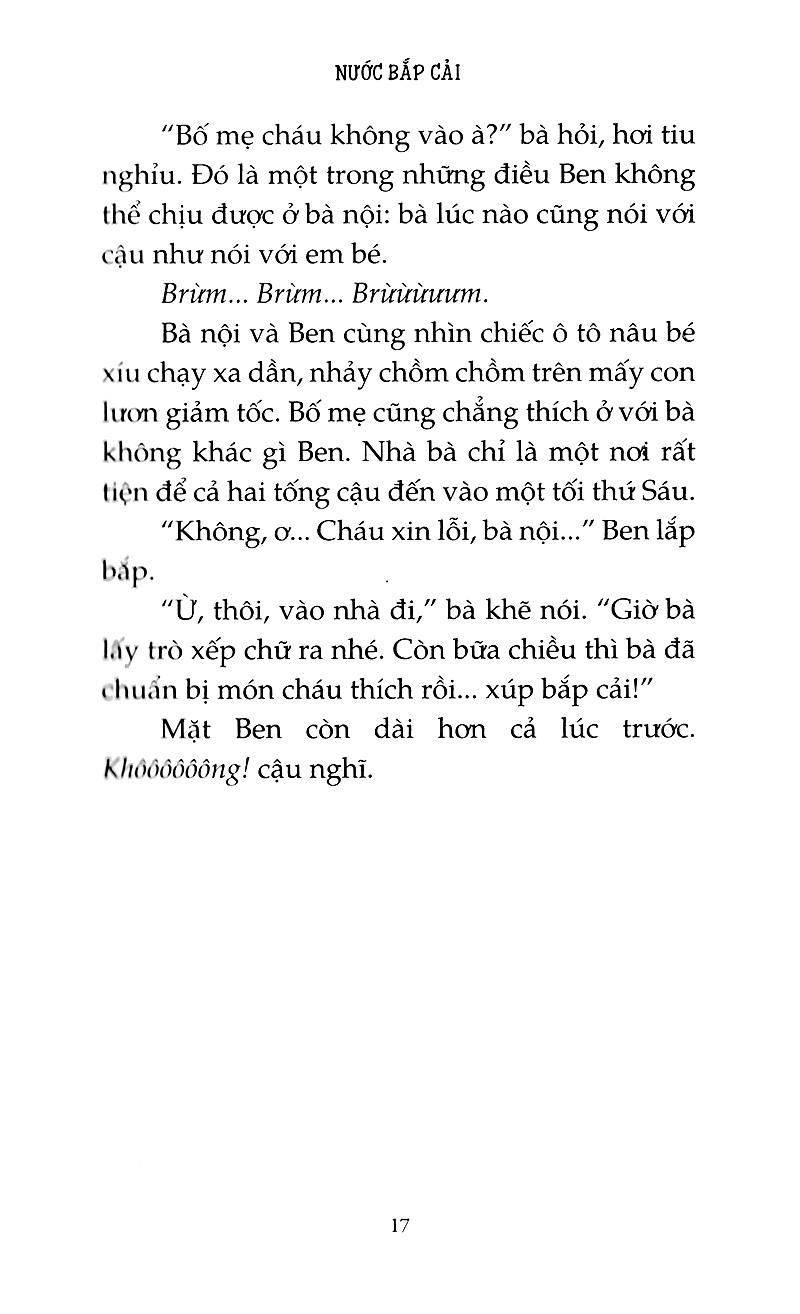 NƯỚC BẮP CẢI
“Bố mẹ cháu không vào à?” bà hỏi, hơi tiu
nghỉu. Đó là một trong những điều Ben không
thể chịu được ở bà nội: bà lúc nào cũng nói với
cậu như nói với em bé.
Brừm... Brừm... Brừừừưưm.
Bà nội và Ben cùng nhìn chiếc ô tô nâu bé
xíu chạy xa dần, nhảy chồm chồm trên mấy con
lươn giảm tốc. Bố mẹ cũng chẳng thích ở với bà
không khác gì Ben. Nhà bà chỉ là một nơi rất
tiện để cả hai tống cậu đến vào một tối thứ Sáu.
“Không, ơ... Cháu xin lỗi, bà nội...” Ben lắp
bắp.
“Ừ, thôi, vào nhà đi,” bà khẽ nói. “Giờ bà
lấy trò xếp chữ ra nhé. Còn bữa chiều thì bà đã
chuẩn bị món cháu thích rồi... xúp bắp cải!”
Mặt Ben còn dài hơn cả lúc trước.
Khôôôôôông! cậu nghĩ.
17